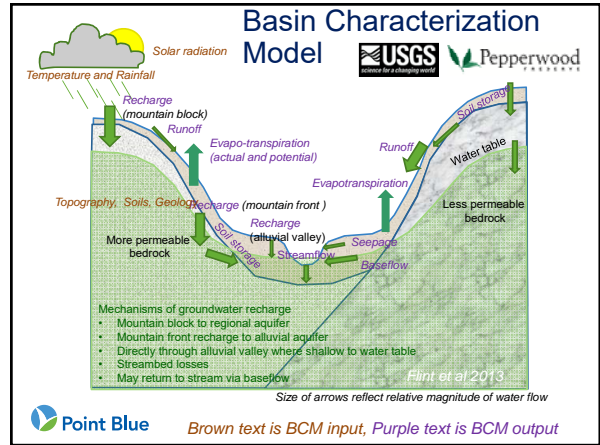 Basin Characterization
Model
USGS
science for a changing world
Pepperwood
PRESERVE
Solar radiation
Temperature and Rainfall
Recharge
(mountain block)
Runoff
Evapo-transpiration
(actual and potential)
Soil storage
Runoff
Water table
Evapotranspiration
Less permeable
bedrock
Topography, Soils, Geology
Recharge (mountain front )
Recharge
(alluvial valley)
More permeable
bedrock
Soil storage
Streamflow
Seepage
Baseflow
Mechanisms of groundwater recharge
• Mountain block to regional aquifer
• Mountain front recharge to alluvial aquifer
• Directly through alluvial valley where shallow to water table
• Streambed losses
• May return to stream via baseflow
Flint et al 2013
Size of arrows reflect relative magnitude of water flow
Point Blue
Brown text is BCM input, Purple text is BCM output